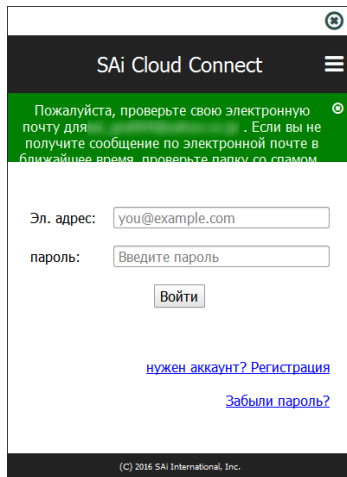 SAi Cloud Connect
Пожалуйста, проверьте свою электронную
почту для . Если вы не
получите сообщение по электронной почте в
ближайшее время, проверьте папку со спамом.
Эл. адрес: you@example.com
пароль: Введите пароль
Войти
нужен аккаунт? Регистрация
Забыли пароль?
(C) 2016 SAi International, Inc.